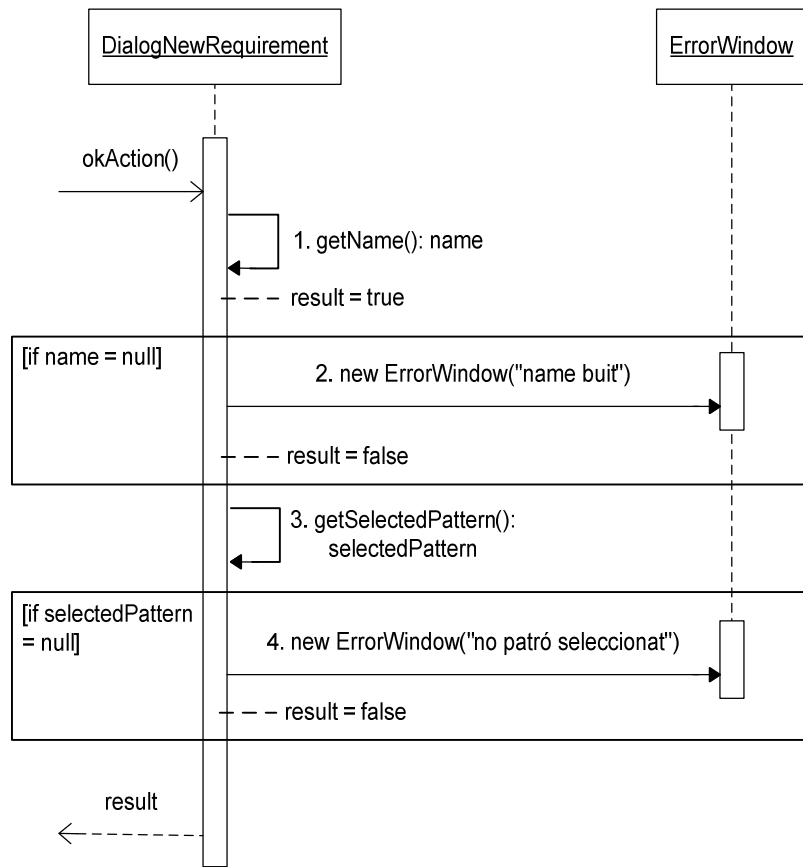 DialogNewRequirement
ErrorWindow
okAction()
1. getName(): name
result = true
[if name = null]
2. new ErrorWindow("name buit")
result = false
3. getSelectedPattern():
selectedPattern
[if selectedPattern
= null]
4. new ErrorWindow("no patró seleccionat")
result = false
result